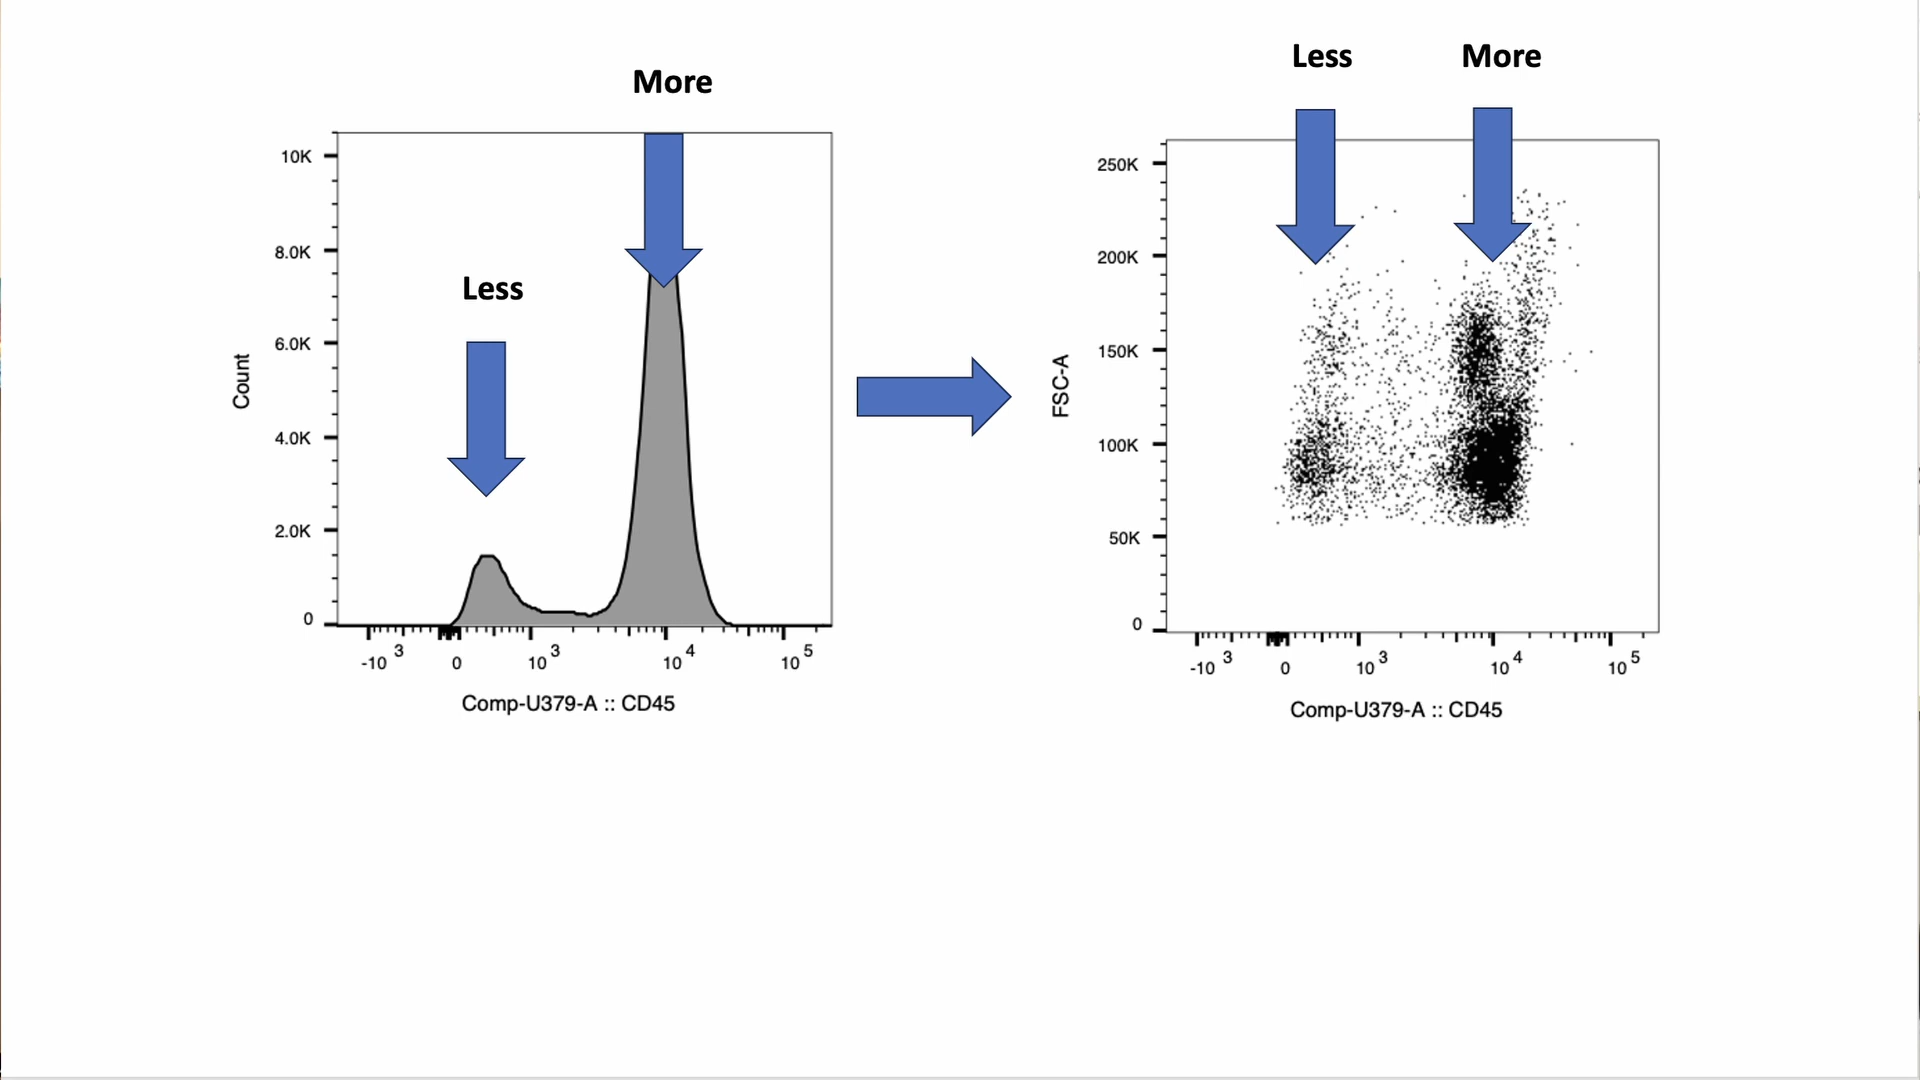 More
Less
10K
8.0K
6.0K
4.0K
2.0K
0
Count
-10 3
0
10 3
10 4
10 5
Comp-U379-A :: CD45
Less
More
250K
200K
150K
100K
50K
0
FSC-A
-10 3
0
10 3
10 4
10 5
Comp-U379-A :: CD45